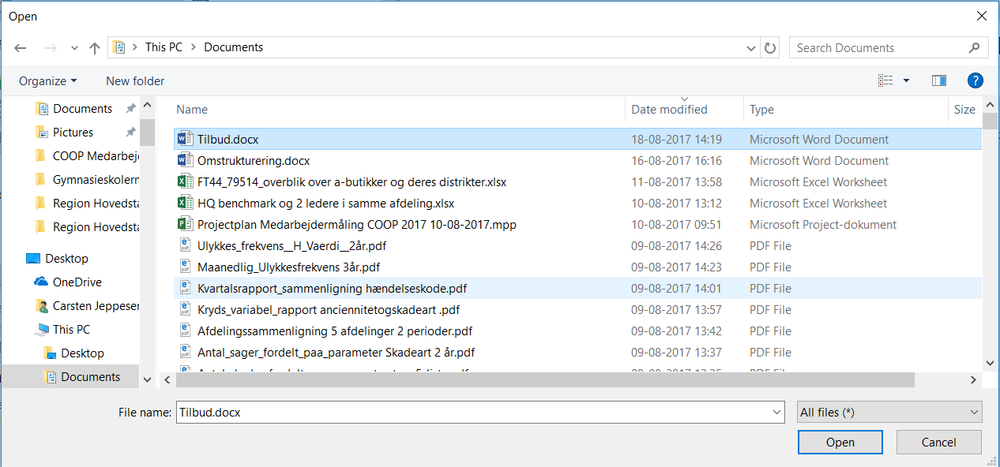 Open
This PC > Documents
Search Documents
Organize
New folder
?
Documents
Pictures
COOP Medarbej
Gymnasieskolerr
Region Hovedsta
Region Hovedsta
Desktop
OneDrive
Carsten Jeppeser
This PC
Desktop
Documents
Name Date modified Type Size
Tilbud.docx 18-08-2017 14:19 Microsoft Word Document
Omstrukturering.docx 16-08-2017 16:16 Microsoft Word Document
FT44_79514_overblik over a-butikker og deres distrikter.xlsx 11-08-2017 13:58 Microsoft Excel Worksheet
HQ benchmark og 2 ledere i samme afdeling.xlsx 10-08-2017 13:12 Microsoft Excel Worksheet
Projectplan Medarbejdermåling COOP 2017 10-08-2017.mpp 10-08-2017 09:51 Microsoft Project-dokument
Ulykkes_frekvens__H_Vaerdi__2år.pdf 09-08-2017 14:26 PDF File
Maanedlig_Ulykkesfrekvens 3år.pdf 09-08-2017 14:23 PDF File
Kvartalsrapport_sammenligning hændelseskode.pdf 09-08-2017 14:01 PDF File
Kryds_variabel_rapport anciennitetogskadeart .pdf 09-08-2017 13:57 PDF File
Afdelingssammenligning 5 afdelinger 2 perioder.pdf 09-08-2017 13:42 PDF File
Antal_sager_fordelt_paa_parameter Skadeart 2 år.pdf 09-08-2017 13:37 PDF File
File name: Tilbud.docx All files (*)
Open Cancel